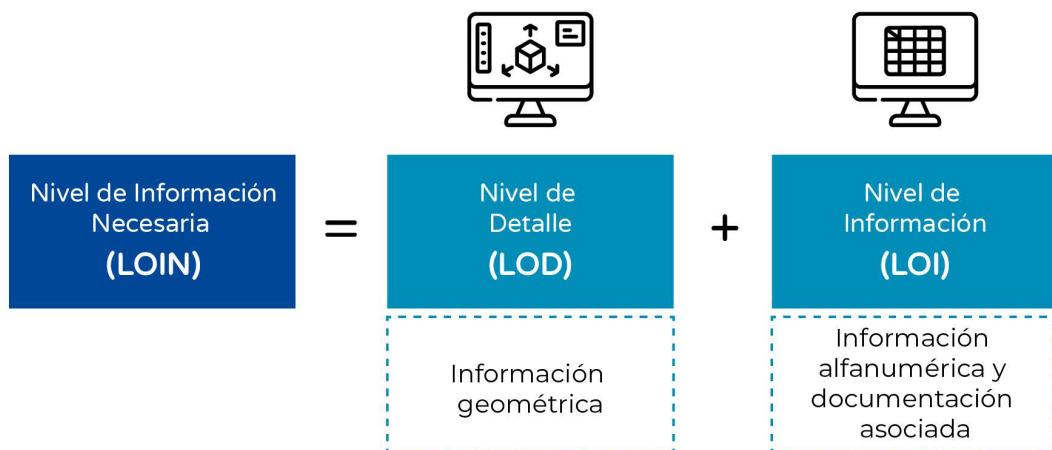 Nivel de Información
Necesaria
(LOIN)
=
Nivel de
Detalle
(LOD)
+
Nivel de
Información
(LOI)
Información
geométrica
Información
alfanumérica y
documentación
asociada